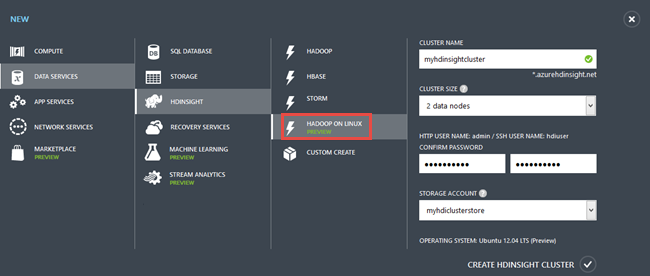 NEW
COMPUTE
DATA SERVICES
APP SERVICES
NETWORK SERVICES
MARKETPLACE
PREVIEW
DB
SQL DATABASE
STORAGE
HDINSIGHT
RECOVERY SERVICES
MACHINE LEARNING
PREVIEW
STREAM ANALYTICS
PREVIEW
HADOOP
HBASE
STORM
HADOOP ON LINUX
PREVIEW
CUSTOM CREATE
CLUSTER NAME
myhdinsightcluster
*.azurehdinsight.net
CLUSTER SIZE ?
2 data nodes
HTTP USER NAME: admin / SSH USER NAME: hdiuser
CONFIRM PASSWORD
●●●●●●●●●● ●●●●●●●●●●
STORAGE ACCOUNT ?
myhdiclusterstore
OPERATING SYSTEM: Ubuntu 12.04 LTS (Preview)
CREATE HDINSIGHT CLUSTER